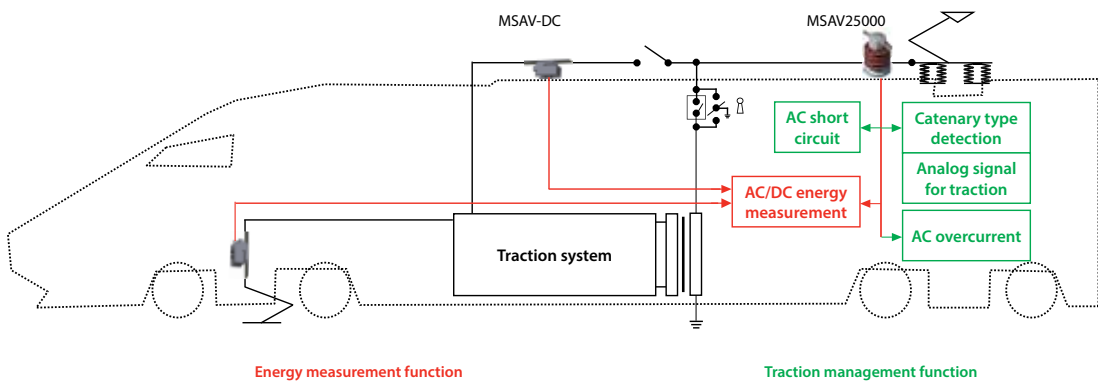 MSAV-DC
MSAV25000
AC short
circuit
Catenary type
detection
Analog signal
for traction
AC/DC energy
measurement
AC overcurrent
Traction system
Energy measurement function
Traction management function